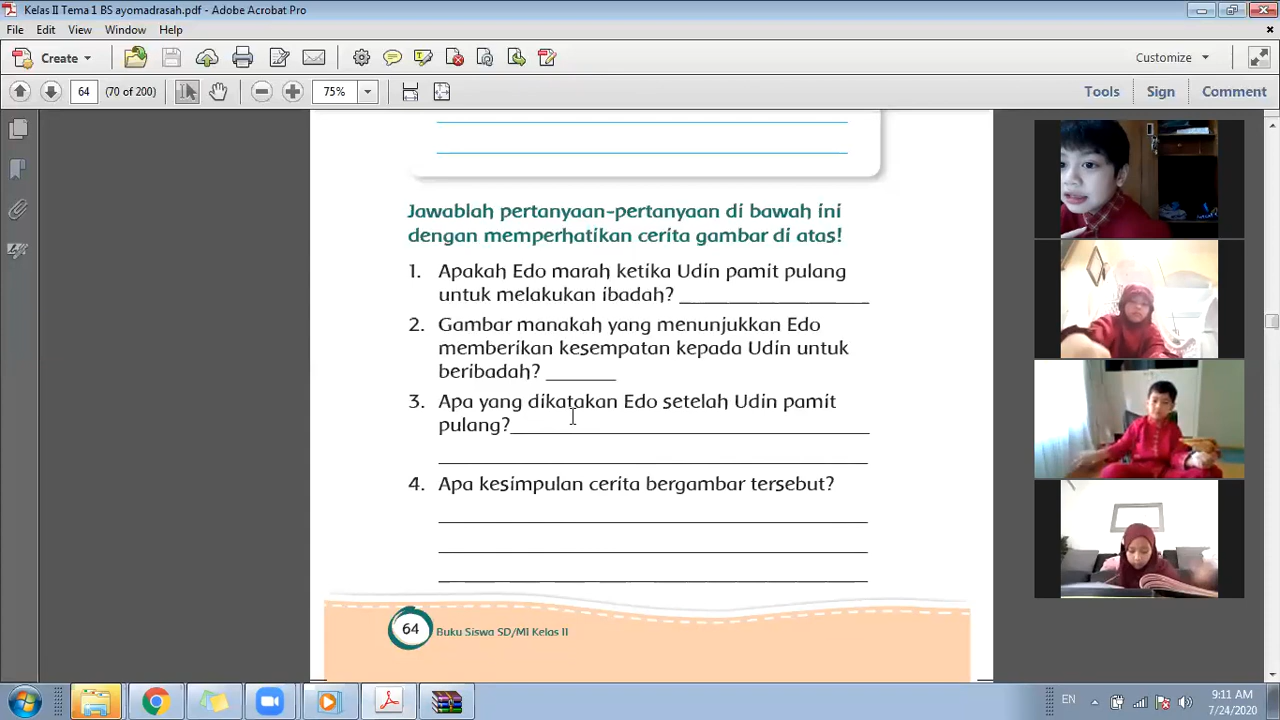 Kelas II Tema 1 BS ayomadrasah.pdf - Adobe Acrobat Pro
File Edit View Window Help
Create Customize
64 (70 of 200) 75% Tools Sign Comment
Jawablah pertanyaan-pertanyaan di bawah ini
dengan memperhatikan cerita gambar di atas!
1. Apakah Edo marah ketika Udin pamit pulang
untuk melakukan ibadah? ___________________
2. Gambar manakah yang menunjukkan Edo
memberikan kesempatan kepada Udin untuk
beribadah? _______
3. Apa yang dikatakan Edo setelah Udin pamit
pulang?____________________________________
4. Apa kesimpulan cerita bergambar tersebut?
64 Buku Siswa SD/MI Kelas II
EN 9:11 AM
7/24/2020